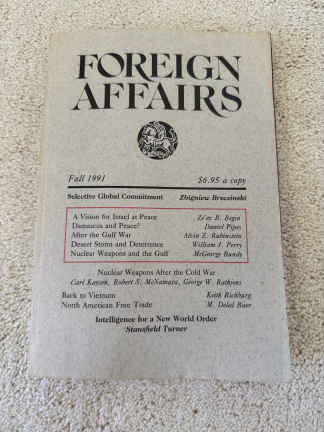 FOREIGN
AFFAIRS
Fall 1991 $6.95 a copy
Selective Global Commitment Zbigniew Brzezinski
A Vision for Israel at Peace Ze'ev B. Begin
Damascus and Peace? Daniel Pipes
After the Gulf War Alvin Z. Rubinstein
Desert Storm and Deterrence William J. Perry
Nuclear Weapons and the Gulf McGeorge Bundy
Nuclear Weapons After the Cold War
Carl Kaysen, Robert S. McNamara, George W. Rathjens
Back to Vietnam Keith Richburg
North American Free Trade M. Delal Baer
Intelligence for a New World Order
Stansfield Turner